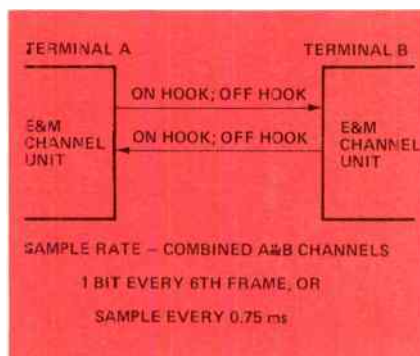 TERMINAL A TERMINAL B
ON HOOK; OFF HOOK
E&M CHANNEL UNIT
ON HOOK; OFF HOOK
E&M CHANNEL UNIT
SAMPLE RATE – COMBINED A&B CHANNELS
1 BIT EVERY 6TH FRAME, OR
SAMPLE EVERY 0.75 ms